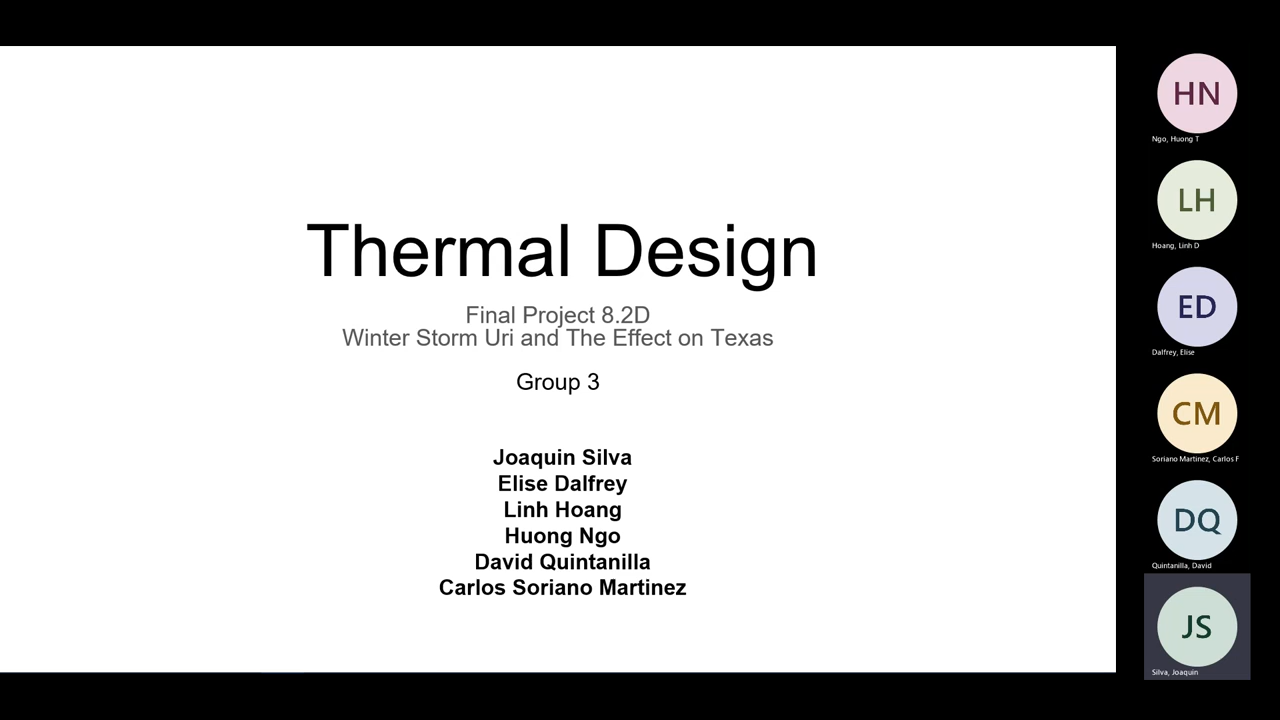 Thermal Design
Final Project 8.2D
Winter Storm Uri and The Effect on Texas
Group 3
Joaquin Silva
Elise Dalfrey
Linh Hoang
Huong Ngo
David Quintanilla
Carlos Soriano Martinez
HN
Ngo, Huong T
LH
Hoang, Linh D
ED
Dalfrey, Elise
CM
Soriano Martinez, Carlos F
DQ
Quintanilla, David
JS
Silva, Joaquin